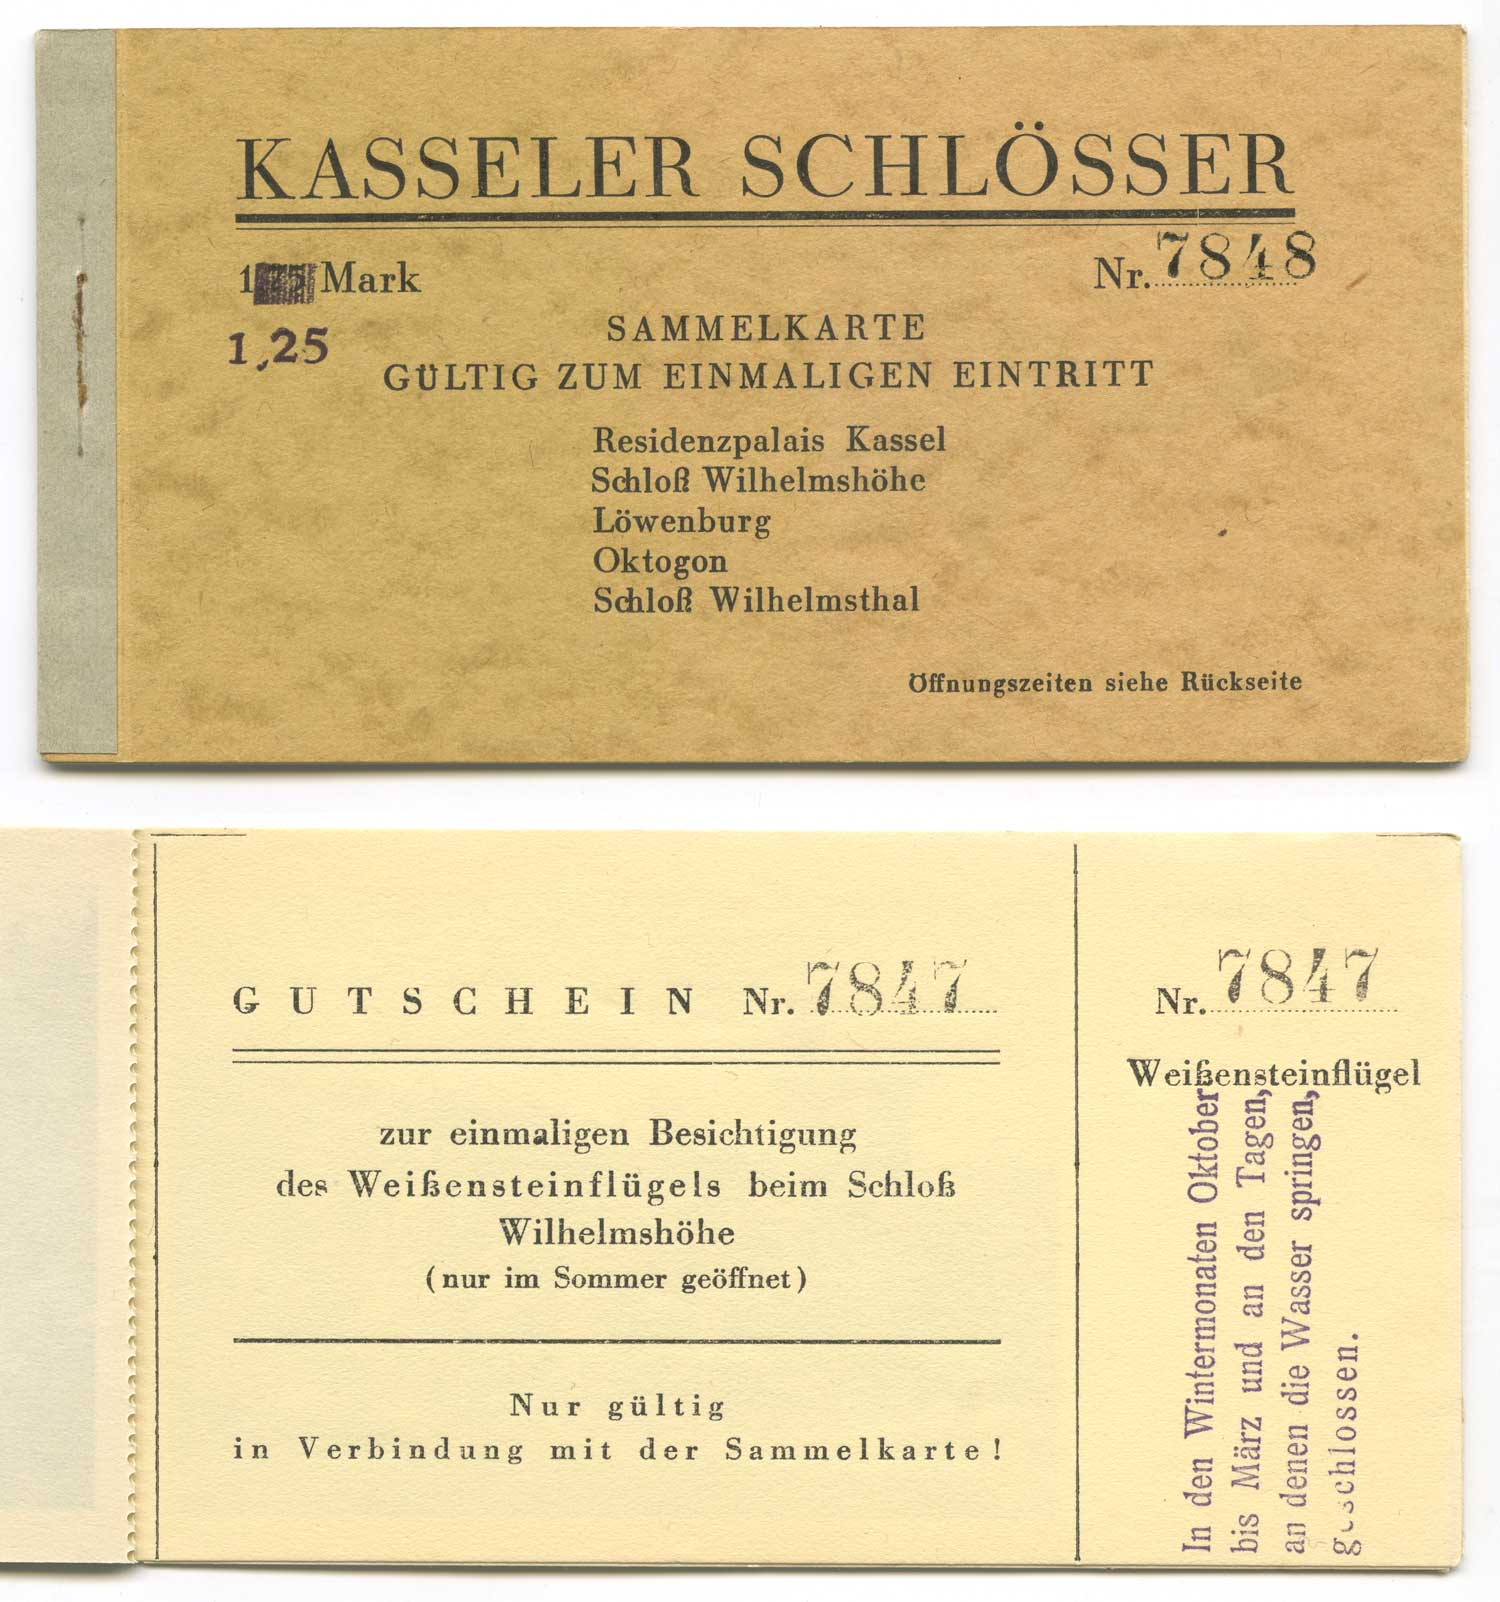 KASSELER SCHLÖSSER
1,75 Mark
Nr. 7848
1,25
SAMMELKARTE
GÜLTIG ZUM EINMALIGEN EINTRITT
Residenzpalais Kassel
Schloß Wilhelmshöhe
Löwenburg
Oktogon
Schloß Wilhelmsthal
Öffnungszeiten siehe Rückseite
GUTSCHEIN Nr. 7847
zur einmaligen Besichtigung
des Weißensteinflügels beim Schloß
Wilhelmshöhe
(nur im Sommer geöffnet)
Nur gültig
in Verbindung mit der Sammelkarte!
Nr. 7847
Weißensteinflügel
In den Wintermonaten Oktober
bis März und an den Tagen,
an denen die Wasser springen,
geschlossen.